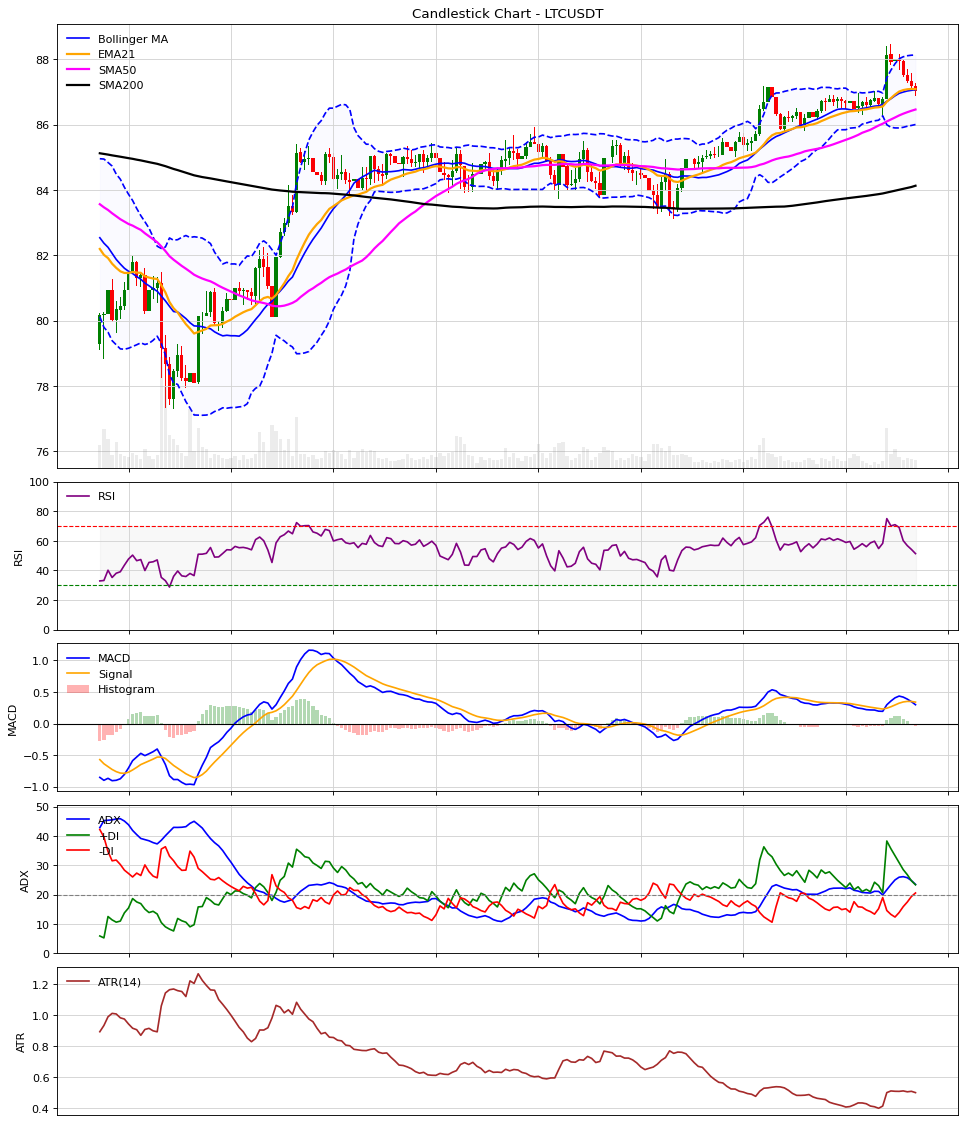 Candlestick Chart - LTCUSDT
Bollinger MA
EMA21
SMA50
SMA200
88
86
84
82
80
78
76
RSI
100
80
60
40
20
0
RSI
MACD
Signal
Histogram
1.0
0.5
0.0
−0.5
−1.0
MACD
ADX
+DI
-DI
50
40
30
20
10
0
ADX
ATR(14)
1.2
1.0
0.8
0.6
0.4
ATR